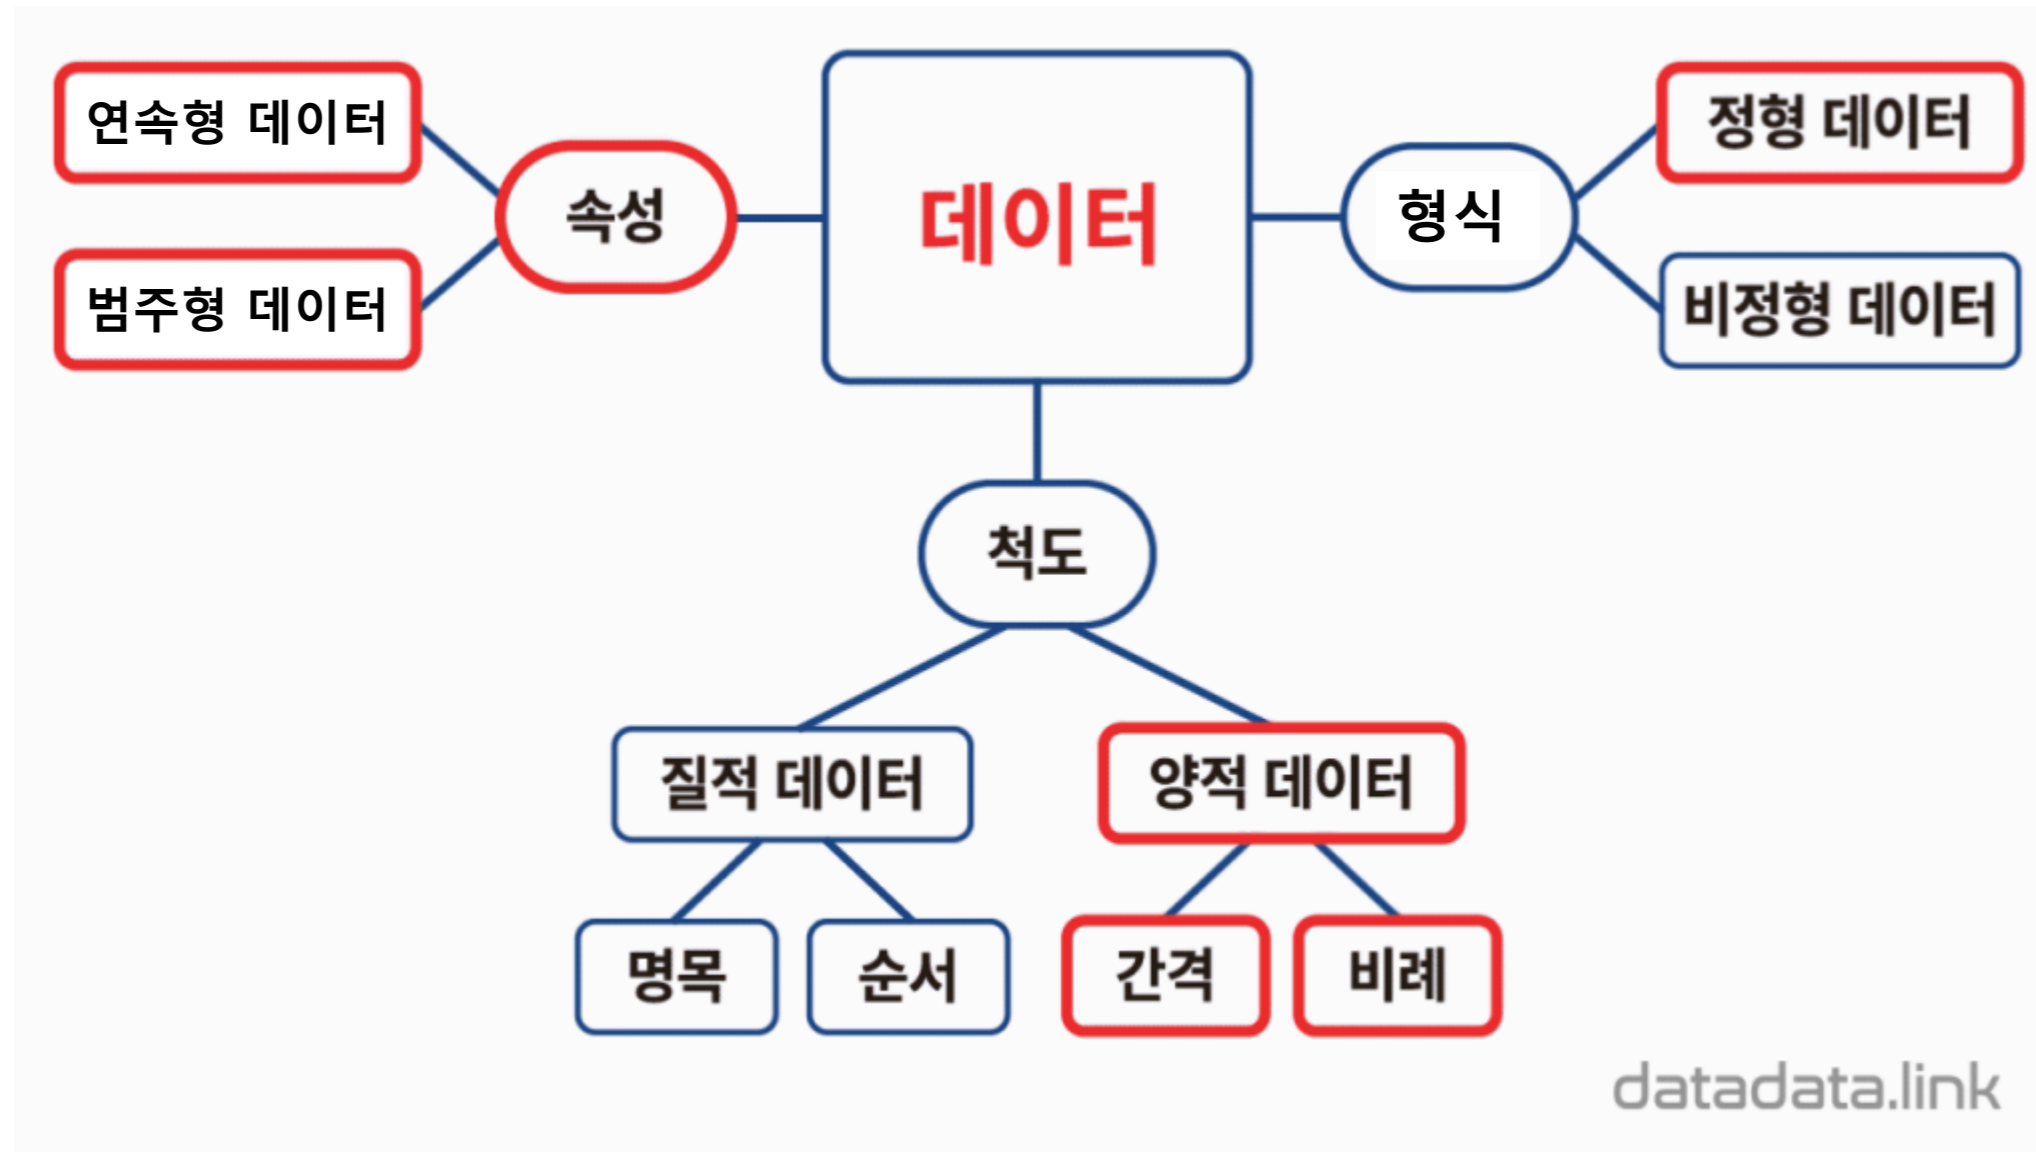 연속형 데이터
범주형 데이터
속성
데이터
형식
정형 데이터
비정형 데이터
척도
질적 데이터
양적 데이터
명목
순서
간격
비례
datadata.link